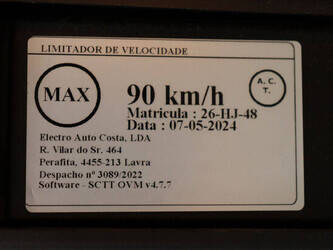 LIMITADOR DE VELOCIDADE
MAX
90 km/h
A. C.
T.
Matricula : 26-HJ-48
Data : 07-05-2024
Electro Auto Costa, LDA
R. Vilar do Sr. 464
Perafita, 4455-213 Lavra
Despacho nº 3089/2022
Software - SCTT OVM v4.7.7